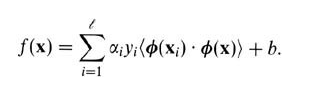 f(x) = ∑_{i=1}^{ℓ} α_i y_i ⟨ϕ(x_i) · ϕ(x)⟩ + b.